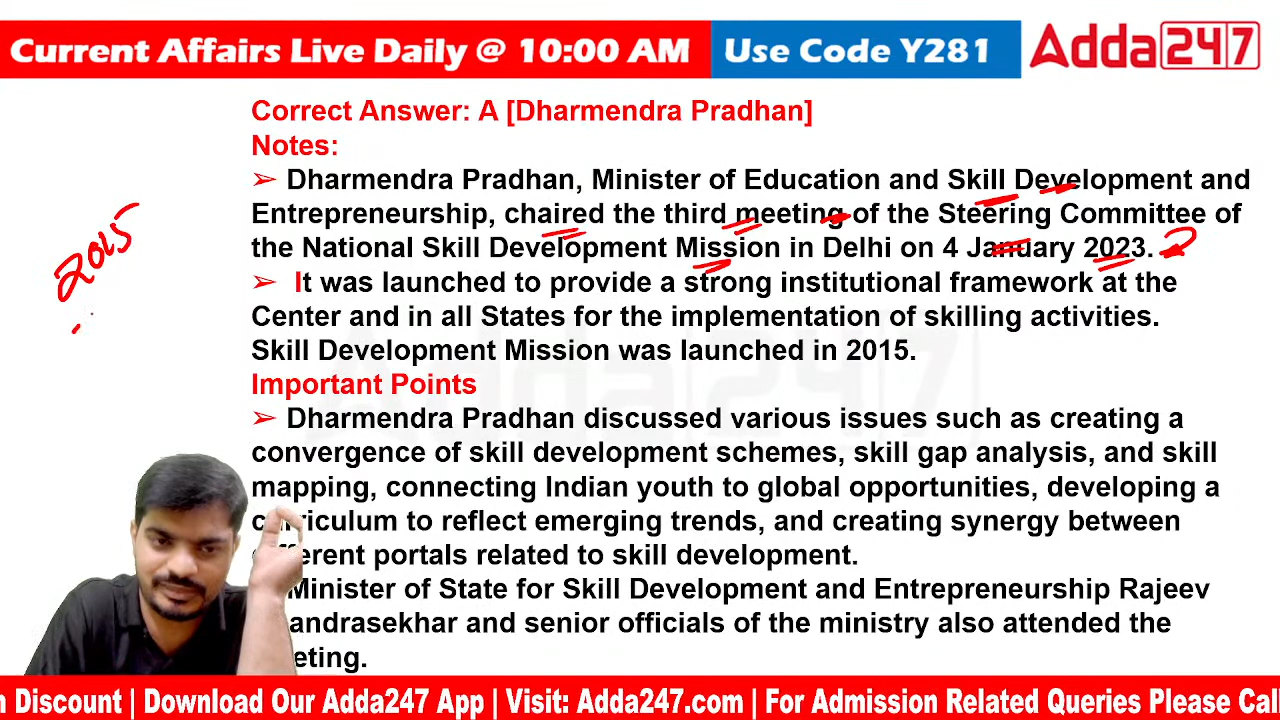 Current Affairs Live Daily @ 10:00 AM
Use Code Y281
Adda247
Correct Answer: A [Dharmendra Pradhan]
Notes:
➢ Dharmendra Pradhan, Minister of Education and Skill Development and
Entrepreneurship, chaired the third meeting of the Steering Committee of
the National Skill Development Mission in Delhi on 4 January 2023.
➢ It was launched to provide a strong institutional framework at the
Center and in all States for the implementation of skilling activities.
Skill Development Mission was launched in 2015.
2015
Important Points
➢ Dharmendra Pradhan discussed various issues such as creating a
convergence of skill development schemes, skill gap analysis, and skill
mapping, connecting Indian youth to global opportunities, developing a
curriculum to reflect emerging trends, and creating synergy between
different portals related to skill development.
Minister of State for Skill Development and Entrepreneurship Rajeev
andrasekhar and senior officials of the ministry also attended the
eting.
n Discount | Download Our Adda247 App | Visit: Adda247.com | For Admission Related Queries Please Cal